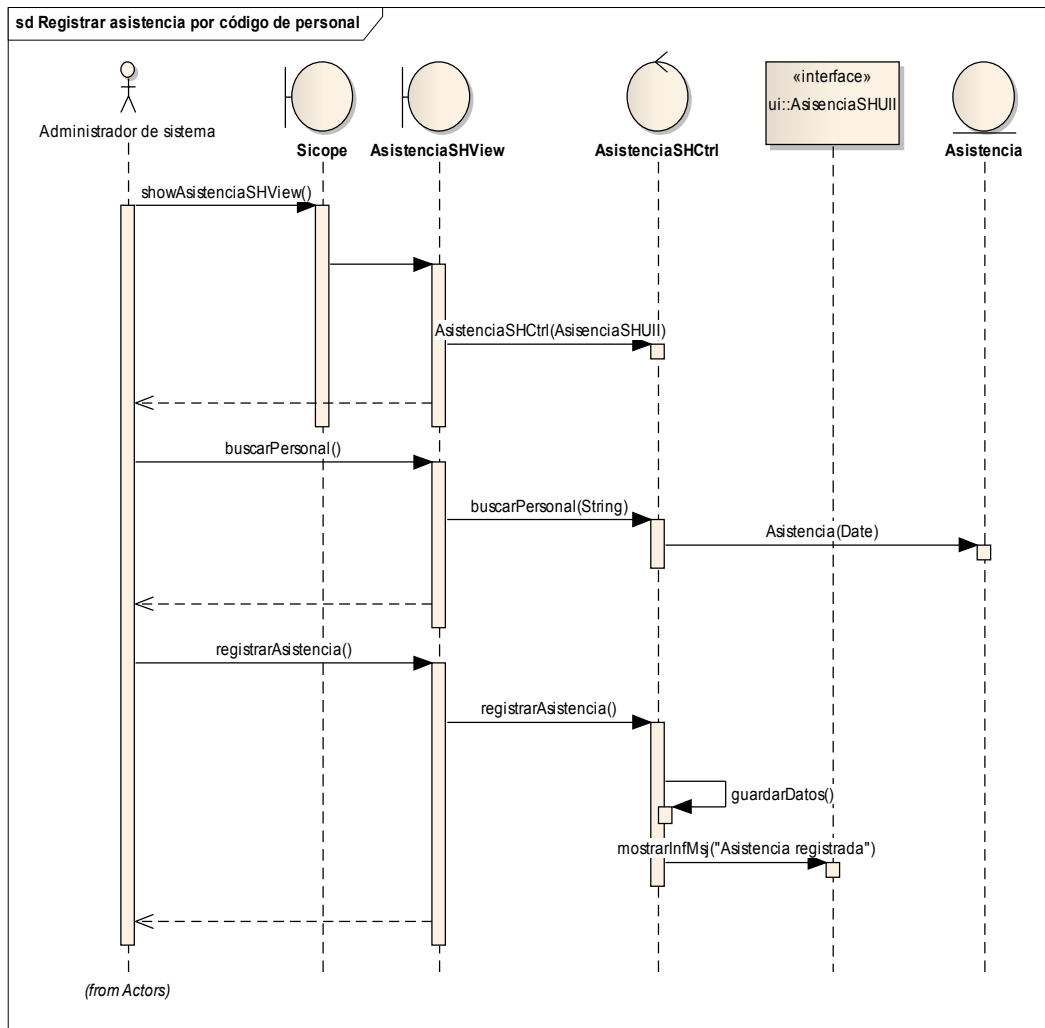 sd Registrar asistencia por código de personal
Administrador de sistema
Sicope
AsistenciaSHView
AsistenciaSHCtrl
«interface»
ui::AsisenciaSHUII
Asistencia
showAsistenciaSHView()
AsistenciaSHCtrl(AsisenciaSHUII)
buscarPersonal()
buscarPersonal(String)
Asistencia(Date)
registrarAsistencia()
registrarAsistencia()
guardarDatos()
mostrarInfMsj("Asistencia registrada")
(from Actors)